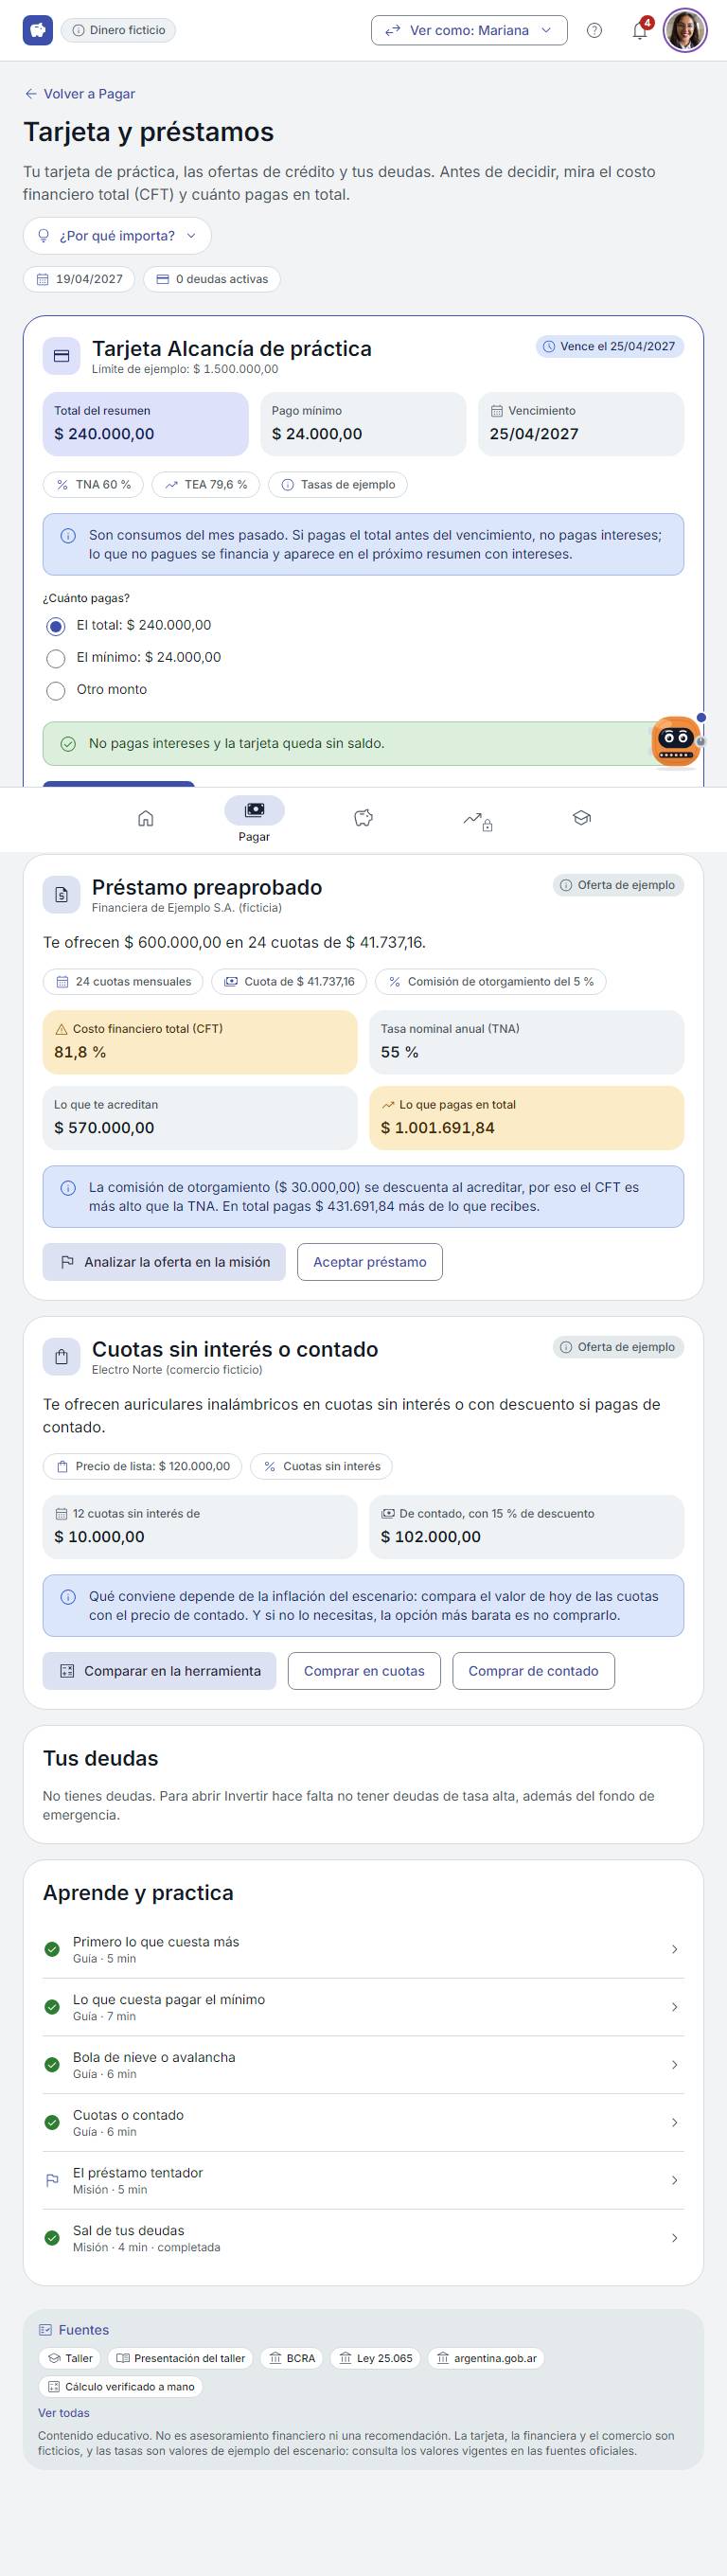 Dinero ficticio
Ver como: Mariana
4
Volver a Pagar
Tarjeta y préstamos
Tu tarjeta de práctica, las ofertas de crédito y tus deudas. Antes de decidir, mira el costo
financiero total (CFT) y cuánto pagas en total.
¿Por qué importa?
19/04/2027
0 deudas activas
Tarjeta Alcancía de práctica
Límite de ejemplo: $ 1.500.000,00
Vence el 25/04/2027
Total del resumen
$ 240.000,00
Pago mínimo
$ 24.000,00
Vencimiento
25/04/2027
TNA 60 %
TEA 79,6 %
Tasas de ejemplo
Son consumos del mes pasado. Si pagas el total antes del vencimiento, no pagas intereses;
lo que no pagues se financia y aparece en el próximo resumen con intereses.
¿Cuánto pagas?
El total: $ 240.000,00
El mínimo: $ 24.000,00
Otro monto
No pagas intereses y la tarjeta queda sin saldo.
Pagar
Préstamo preaprobado
Financiera de Ejemplo S.A. (ficticia)
Oferta de ejemplo
Te ofrecen $ 600.000,00 en 24 cuotas de $ 41.737,16.
24 cuotas mensuales
Cuota de $ 41.737,16
Comisión de otorgamiento del 5 %
Costo financiero total (CFT)
81,8 %
Tasa nominal anual (TNA)
55 %
Lo que te acreditan
$ 570.000,00
Lo que pagas en total
$ 1.001.691,84
La comisión de otorgamiento ($ 30.000,00) se descuenta al acreditar, por eso el CFT es
más alto que la TNA. En total pagas $ 431.691,84 más de lo que recibes.
Analizar la oferta en la misión
Aceptar préstamo
Cuotas sin interés o contado
Electro Norte (comercio ficticio)
Oferta de ejemplo
Te ofrecen auriculares inalámbricos en cuotas sin interés o con descuento si pagas de
contado.
Precio de lista: $ 120.000,00
Cuotas sin interés
12 cuotas sin interés de
$ 10.000,00
De contado, con 15 % de descuento
$ 102.000,00
Qué conviene depende de la inflación del escenario: compara el valor de hoy de las cuotas
con el precio de contado. Y si no lo necesitas, la opción más barata es no comprarlo.
Comparar en la herramienta
Comprar en cuotas
Comprar de contado
Tus deudas
No tienes deudas. Para abrir Invertir hace falta no tener deudas de tasa alta, además del fondo de
emergencia.
Aprende y practica
Primero lo que cuesta más
Guía · 5 min
Lo que cuesta pagar el mínimo
Guía · 7 min
Bola de nieve o avalancha
Guía · 6 min
Cuotas o contado
Guía · 6 min
El préstamo tentador
Misión · 5 min
Sal de tus deudas
Misión · 4 min · completada
Fuentes
Taller
Presentación del taller
BCRA
Ley 25.065
argentina.gob.ar
Cálculo verificado a mano
Ver todas
Contenido educativo. No es asesoramiento financiero ni una recomendación. La tarjeta, la financiera y el comercio son
ficticios, y las tasas son valores de ejemplo del escenario: consulta los valores vigentes en las fuentes oficiales.